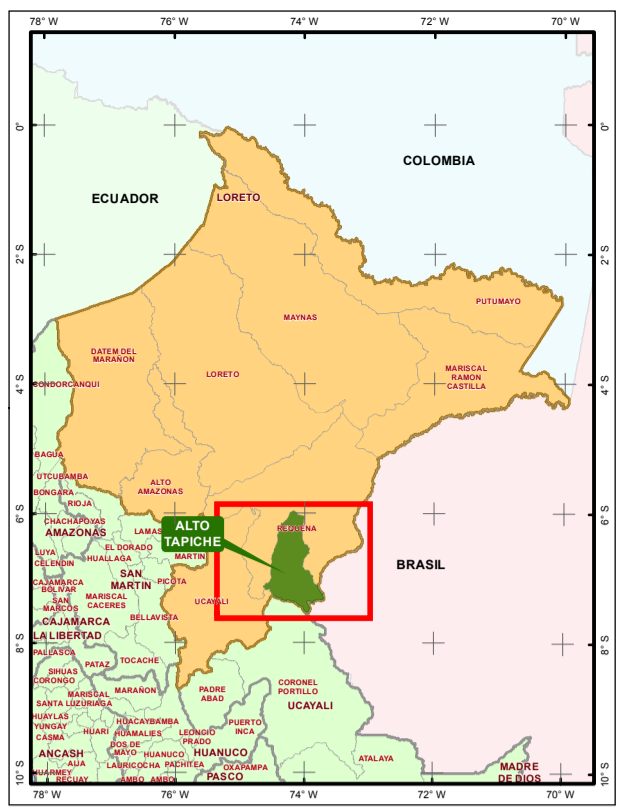 78° W
76° W
74° W
72° W
70° W
0°
0°
COLOMBIA
ECUADOR
LORETO
2° S
2° S
PUTUMAYO
MAYNAS
DATEM DEL
MARAÑON
LORETO
MARISCAL
RAMON
CASTILLA
4° S
4° S
CONDORCANQUI
BAGUA
UTCUBAMBA
BONGARA
RIOJA
ALTO
AMAZONAS
6° S
6° S
CHACHAPOYAS
AMAZONAS
LAMAS
ALTO
TAPICHE
REQUENA
LUYA
CELENDIN
EL DORADO
HUALLAGA
MARTIN
BRASIL
CAJAMARCA
BOLIVAR
SAN
MARTIN
PICOTA
SAN
MARCOS
MARISCAL
CACERES
UCAYALI
CAJAMARCA
BELLAVISTA
LA LIBERTAD
8° S
8° S
PALLASCA
PATAZ
TOCACHE
SIHUAS
CORONGO
MARISCAL
LUZURIAGA
MARAÑON
PADRE
ABAD
CORONEL
PORTILLO
SANTA
UCAYALI
HUAYLAS
YUNGAY
HUACAYBAMBA
CASMA
HUARI
HUAMALIES
LEONCIO
PRADO
PUERTO
INCA
DOS DE
MAYO
HUANUCO
HUANUCO
ANCASH
AIJA
LAURICOCHA
PACHITEA
OXAPAMPA
ATALAYA
MADRE
DE DIOS
HUARMEY
RECUAY
AMBO
AMBO
PASCO
10° S
10° S
78° W
76° W
74° W
72° W
70° W